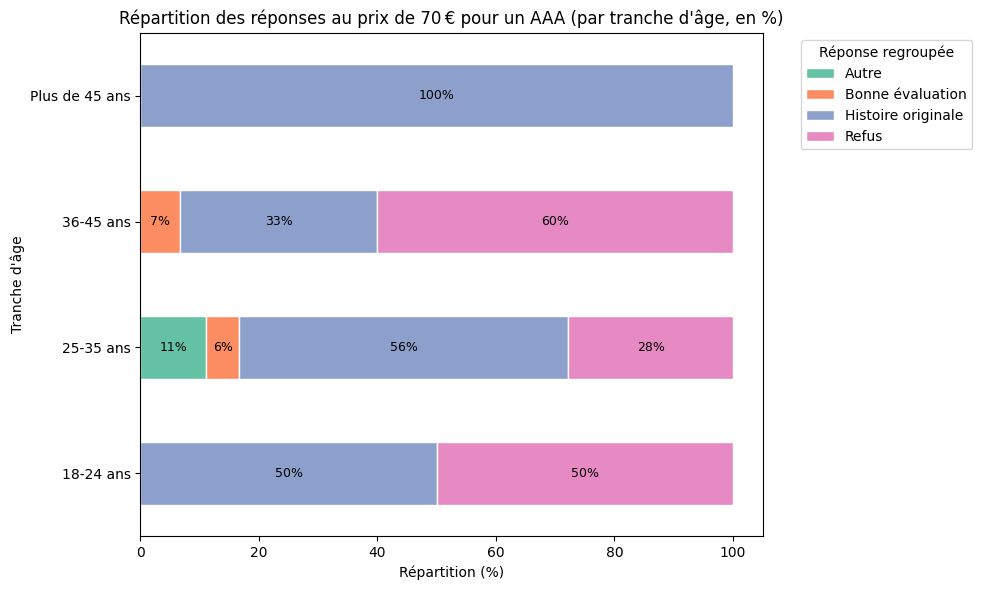 Répartition des réponses au prix de 70 € pour un AAA (par tranche d'âge, en %)
Réponse regroupée
Autre
Bonne évaluation
Histoire originale
Refus
Tranche d'âge
Plus de 45 ans
100%
36-45 ans
7%
33%
60%
25-35 ans
11%
6%
56%
28%
18-24 ans
50%
50%
0
20
40
60
80
100
Répartition (%)